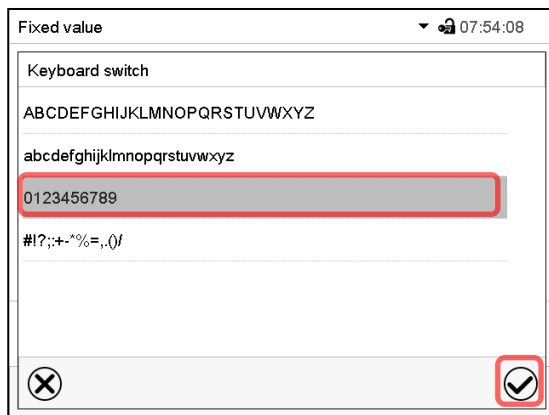 Fixed value 07:54:08
Keyboard switch
ABCDEFGHIJKLMNOPQRSTUVWXYZ
abcdefghijklmnopqrstuvwxyz
0123456789
#!?;:+-*%=,.()/